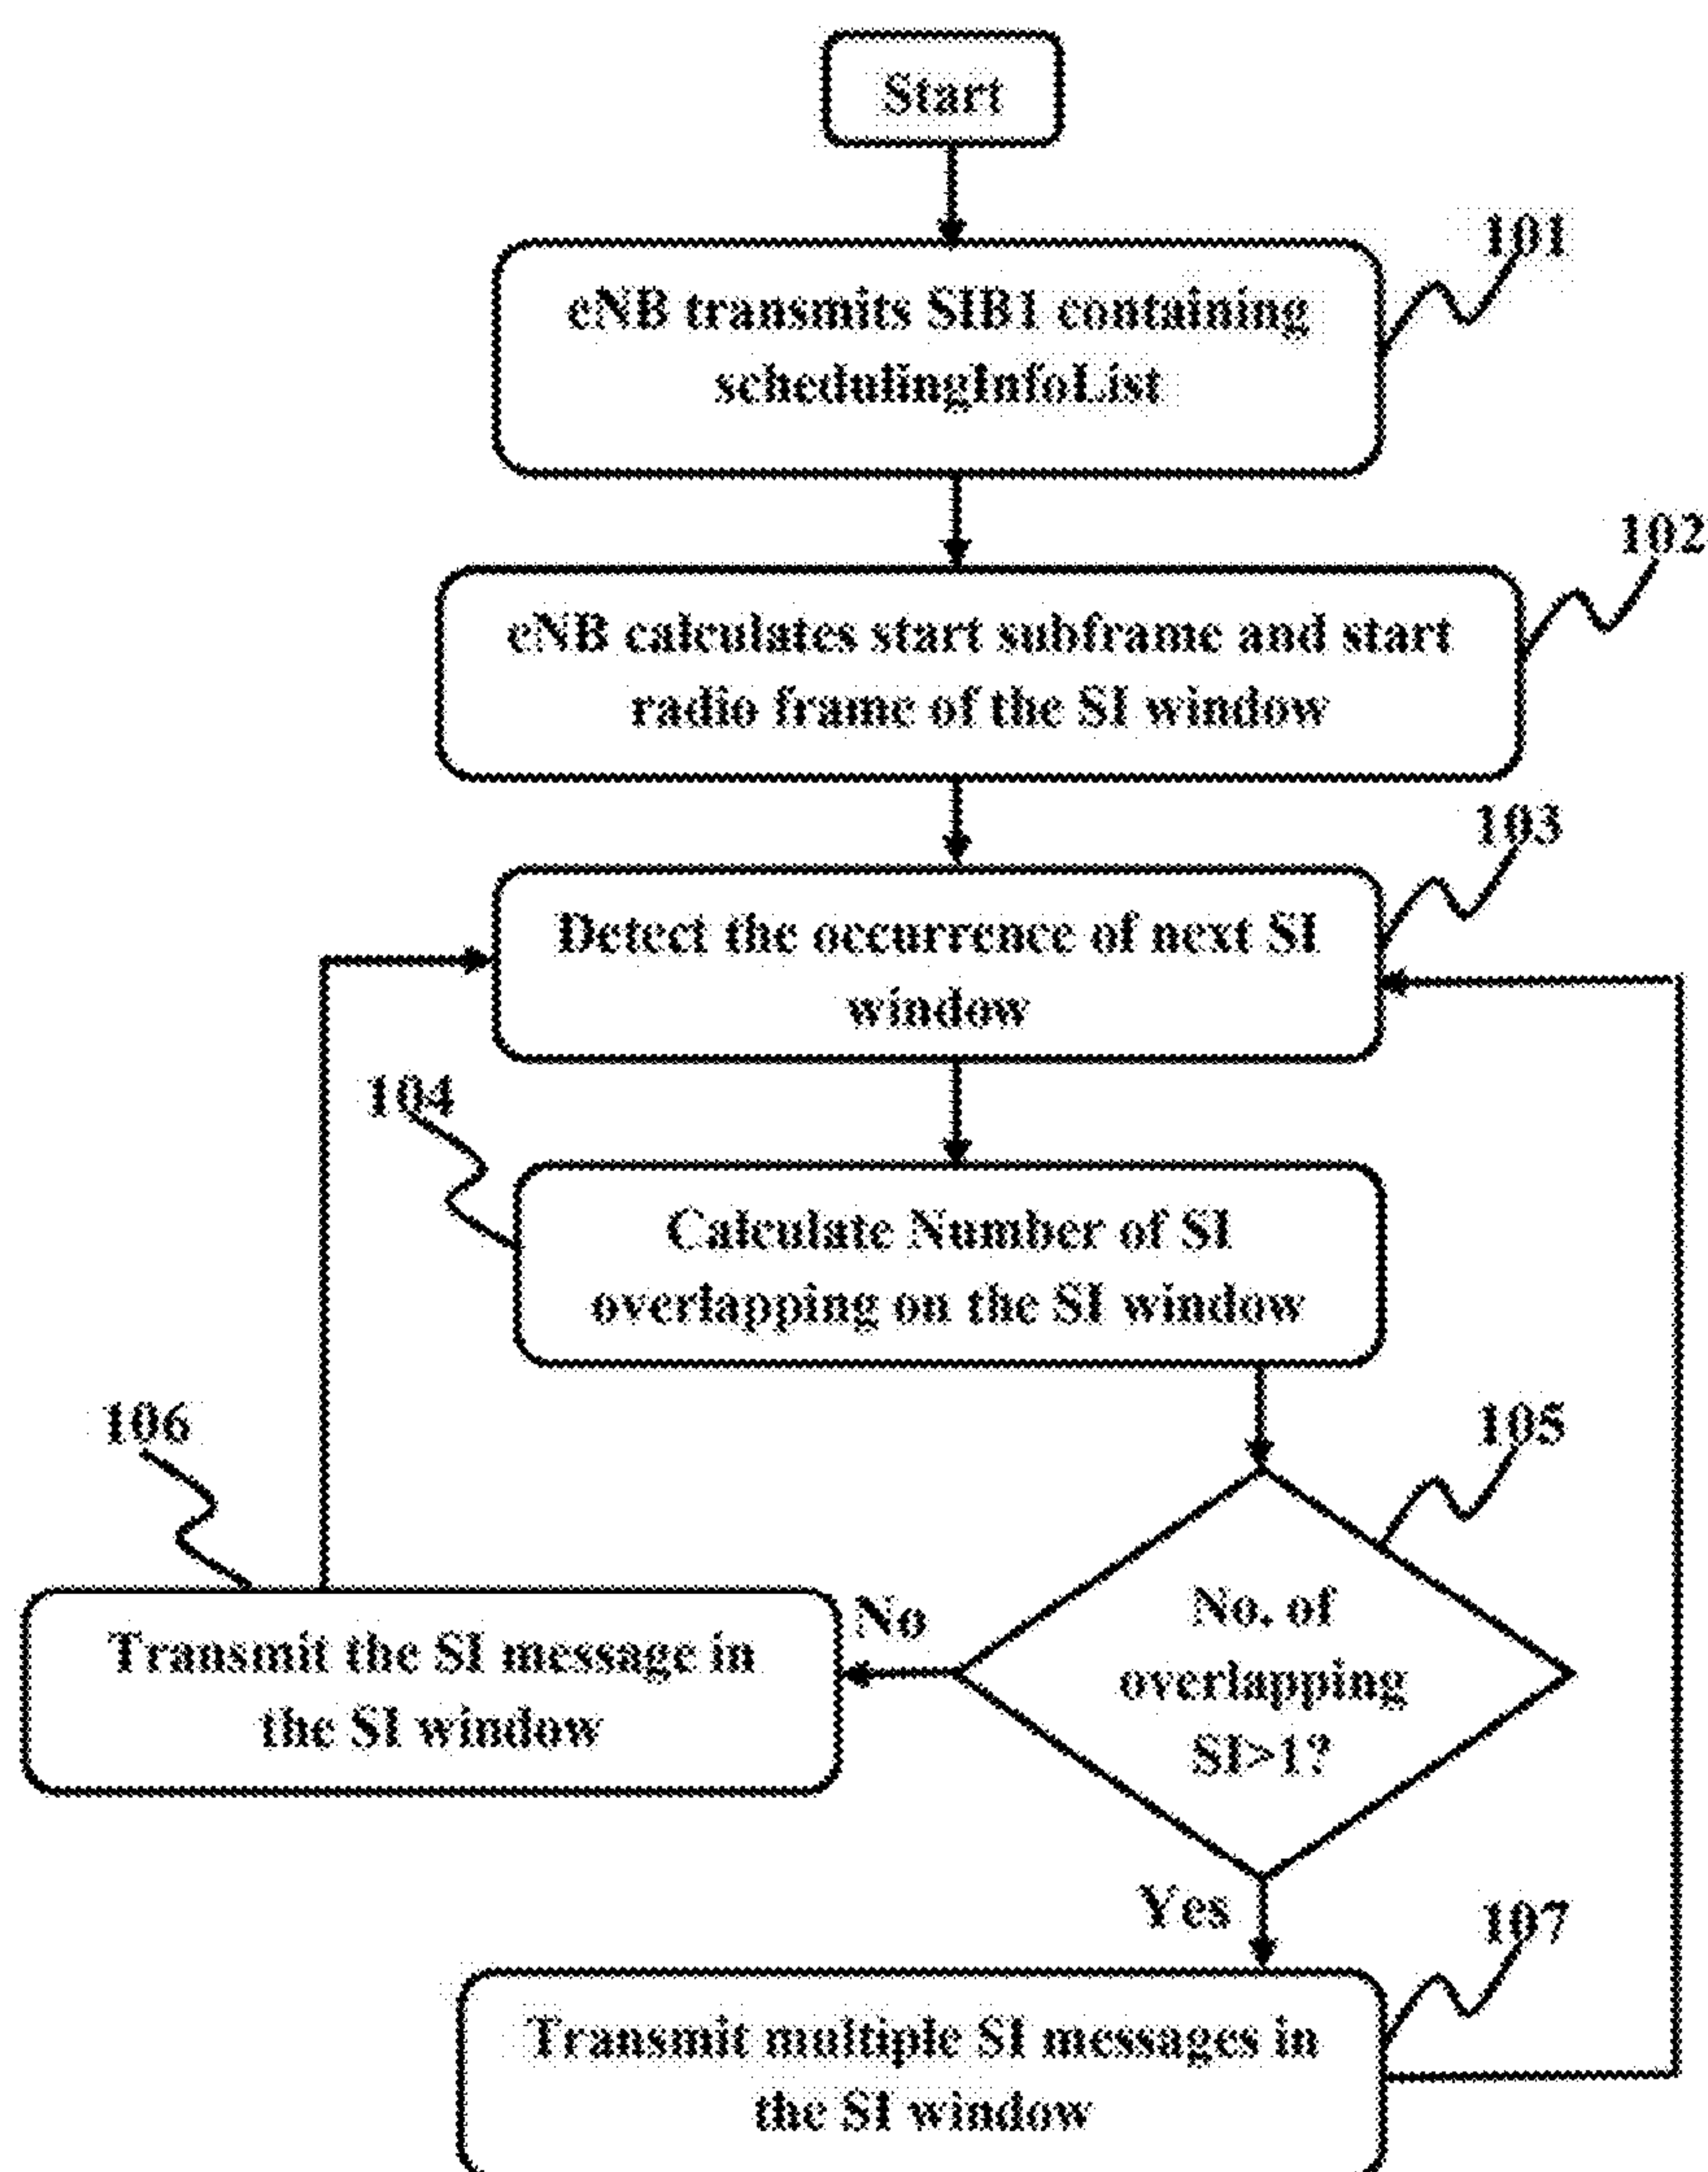 Start
101
eNB transmits SIB1 containing
schedulingInfoList
102
eNB calculates start subframe and start
radio frame of the SI window
103
Detect the occurrence of next SI
window
104
Calculate Number of SI
overlapping on the SI window
105
No. of
overlapping
SI>1?
No
106
Transmit the SI message in
the SI window
Yes
107
Transmit multiple SI messages in
the SI window